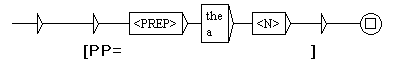 <PREP> the <N>
a
[PP= ]